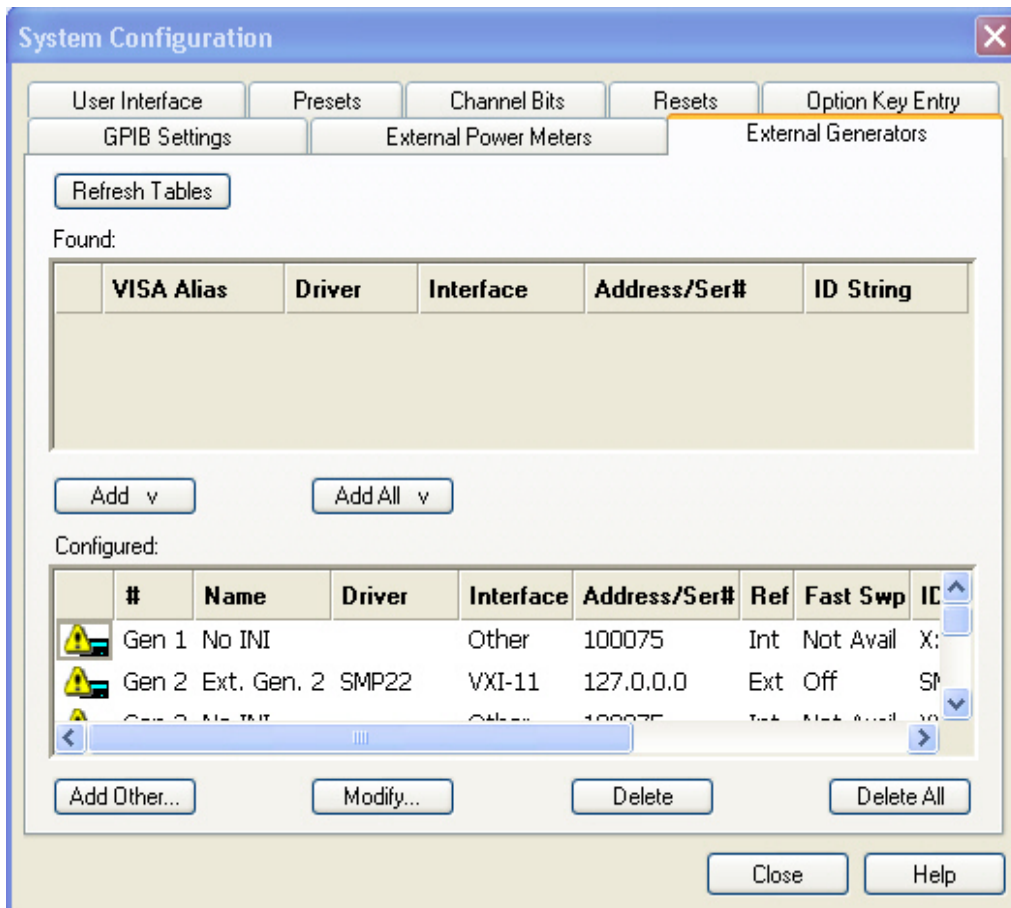 System Configuration
User Interface Presets Channel Bits Resets Option Key Entry
GPIB Settings External Power Meters External Generators
Refresh Tables
Found:
VISA Alias Driver Interface Address/Ser# ID String
Add v Add All v
Configured:
# Name Driver Interface Address/Ser# Ref Fast Swp
Gen 1 No INI Other 100075 Int Not Avail X:
Gen 2 Ext. Gen. 2 SMP22 VXI-11 127.0.0.0 Ext Off
Add Other... Modify... Delete Delete All
Close Help